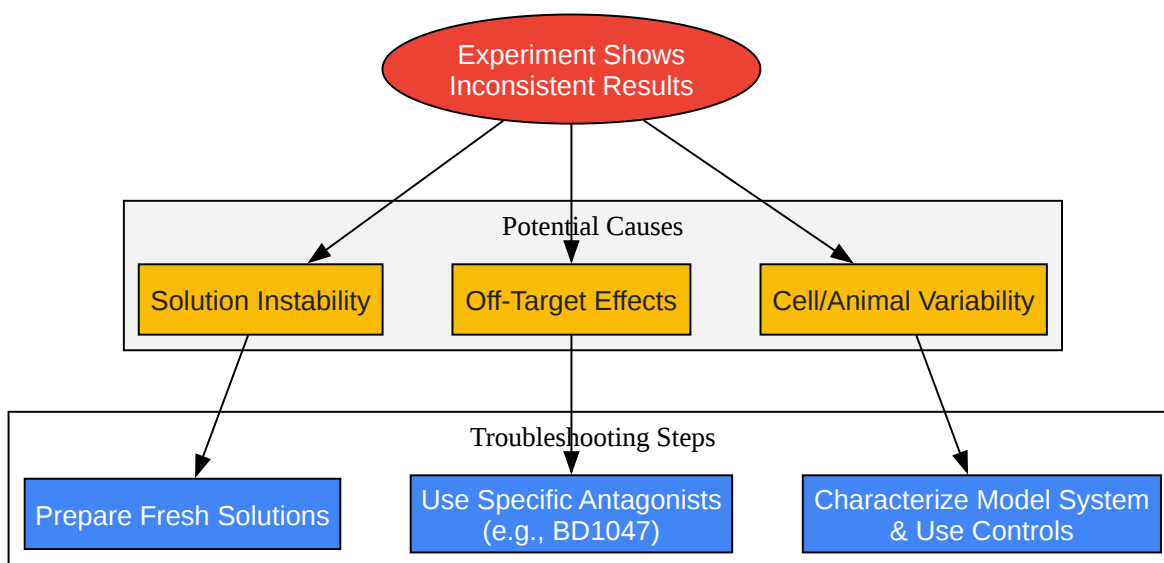 Experiment Shows
Inconsistent Results
Potential Causes
Solution Instability
Off-Target Effects
Cell/Animal Variability
Troubleshooting Steps
Prepare Fresh Solutions
Use Specific Antagonists
(e.g., BD1047)
Characterize Model System
& Use Controls